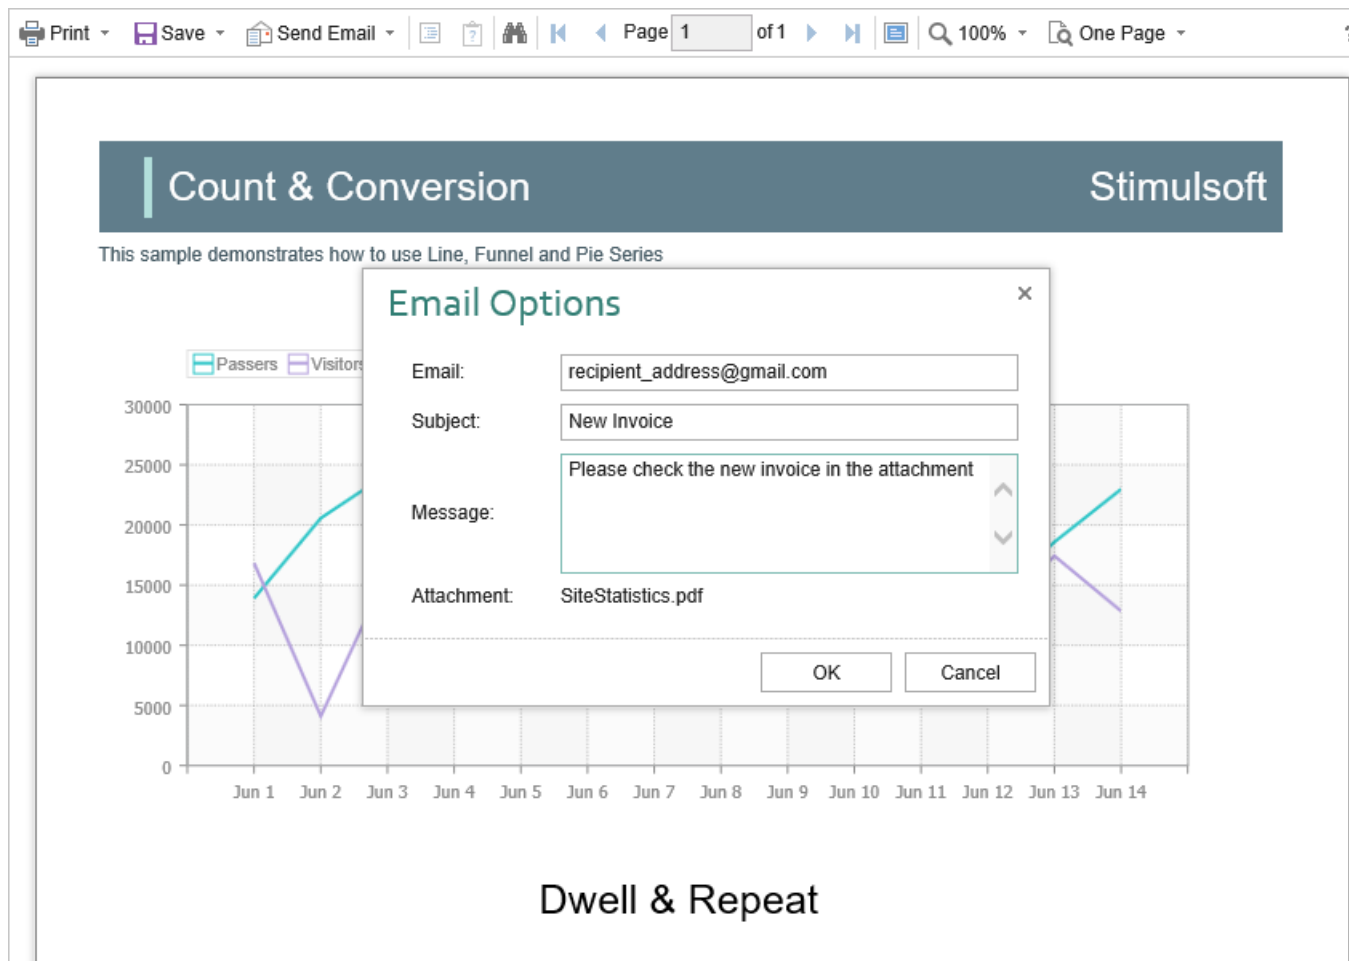 Print Save Send Email Page 1 of 1 100% One Page
Count & Conversion Stimulsoft
This sample demonstrates how to use Line, Funnel and Pie Series
Email Options
Passers Visitors
Email: recipient_address@gmail.com
Subject: New Invoice
Message: Please check the new invoice in the attachment
Attachment: SiteStatistics.pdf
OK Cancel
30000
25000
20000
15000
10000
5000
0
Jun 1 Jun 2 Jun 3 Jun 4 Jun 5 Jun 6 Jun 7 Jun 8 Jun 9 Jun 10 Jun 11 Jun 12 Jun 13 Jun 14
Dwell & Repeat